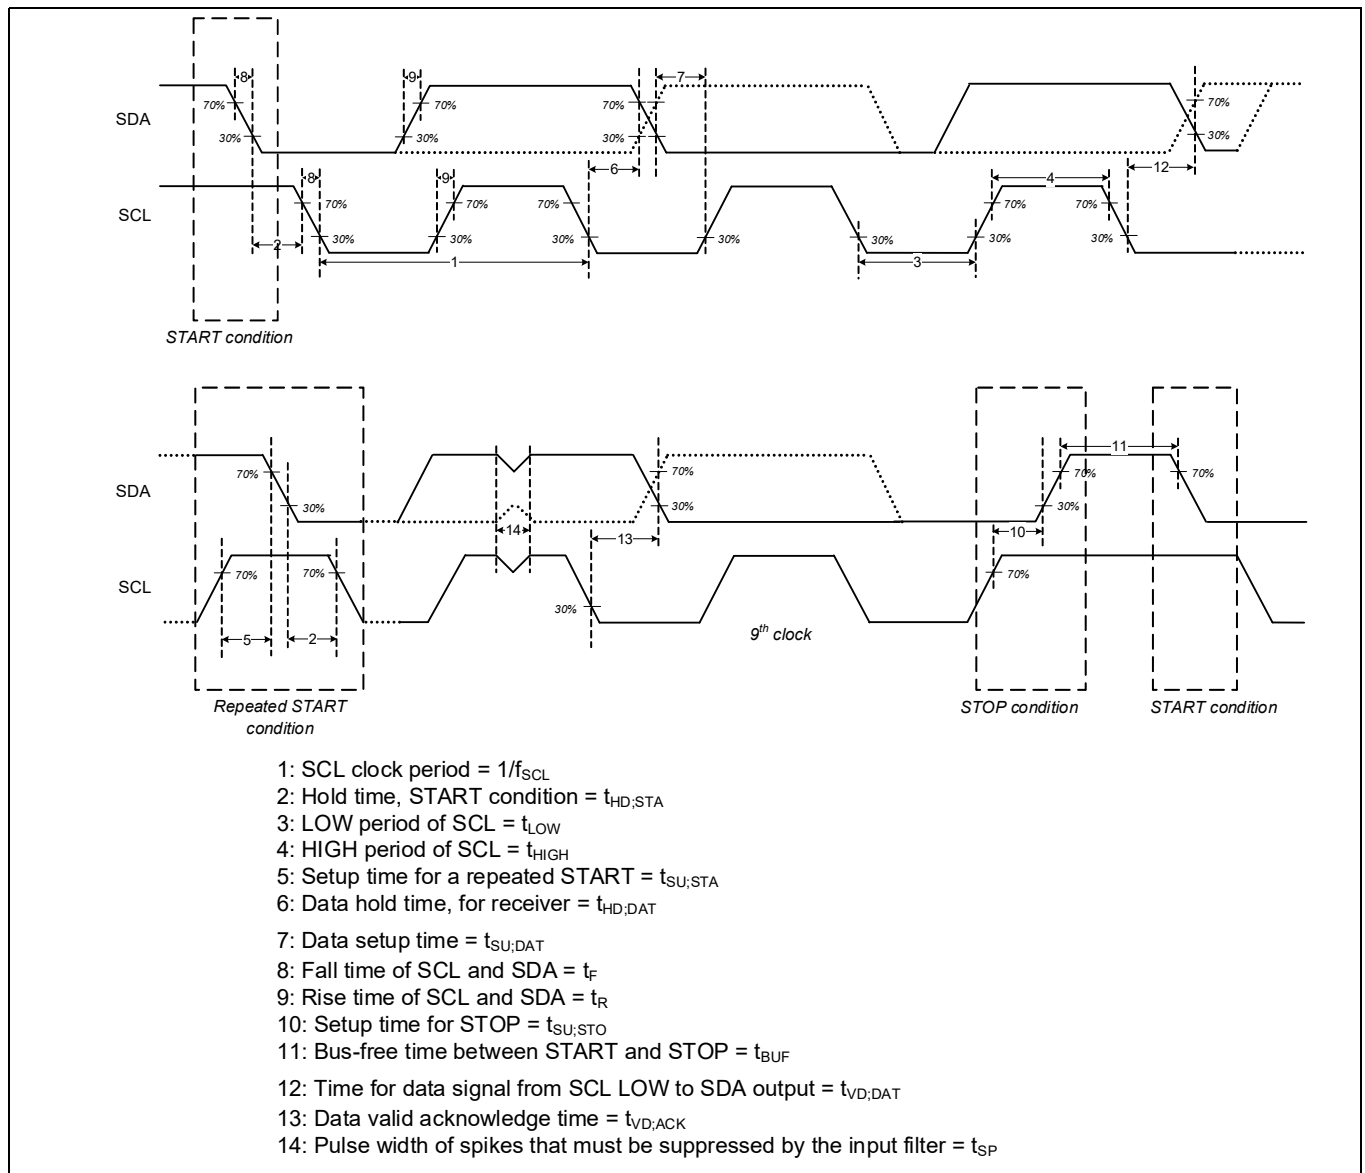 8
9
7
70%
70%
70%
70%
SDA
30%
30%
30%
30%
6
12
8
9
4
70%
70%
70%
70%
70%
SCL
30%
30%
30%
30%
30%
30%
30%
30%
2
1
3
START condition
11
70%
70%
70%
70%
SDA
30%
30%
30%
14
13
10
70%
70%
70%
SCL
30%
5
2
9th clock
Repeated START
condition
STOP condition
START condition
1: SCL clock period = 1/fSCL
2: Hold time, START condition = tHD;STA
3: LOW period of SCL = tLOW
4: HIGH period of SCL = tHIGH
5: Setup time for a repeated START = tSU;STA
6: Data hold time, for receiver = tHD;DAT
7: Data setup time = tSU;DAT
8: Fall time of SCL and SDA = tF
9: Rise time of SCL and SDA = tR
10: Setup time for STOP = tSU;STO
11: Bus-free time between START and STOP = tBUF
12: Time for data signal from SCL LOW to SDA output = tVD;DAT
13: Data valid acknowledge time = tVD;ACK
14: Pulse width of spikes that must be suppressed by the input filter = tSP